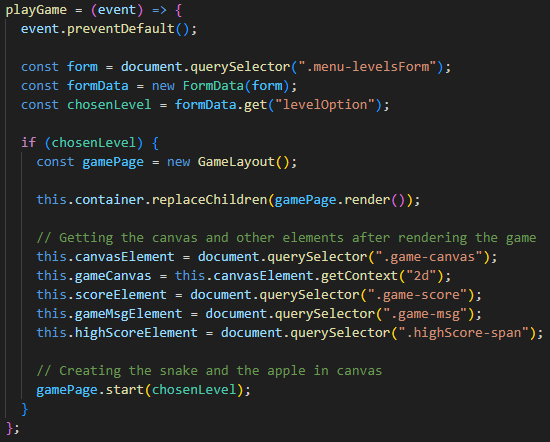 playGame = (event) => {
event.preventDefault();
const form = document.querySelector(".menu-levelsForm");
const formData = new FormData(form);
const chosenLevel = formData.get("levelOption");
if (chosenLevel) {
const gamePage = new GameLayout();
this.container.replaceChildren(gamePage.render());
// Getting the canvas and other elements after rendering the game
this.canvasElement = document.querySelector(".game-canvas");
this.gameCanvas = this.canvasElement.getContext("2d");
this.scoreElement = document.querySelector(".game-score");
this.gameMsgElement = document.querySelector(".game-msg");
this.highScoreElement = document.querySelector(".highScore-span");
// Creating the snake and the apple in canvas
gamePage.start(chosenLevel);
}
};